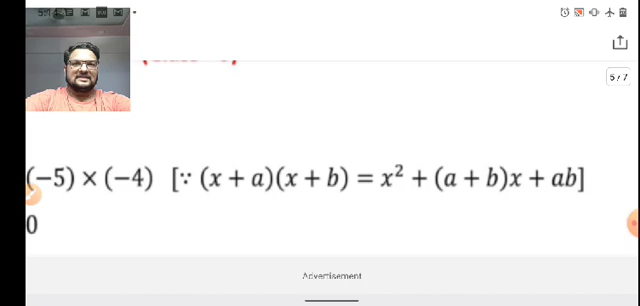 5 / 7
(−5) × (−4) [∵ (x + a)(x + b) = x² + (a + b)x + ab]
0
Advertisement